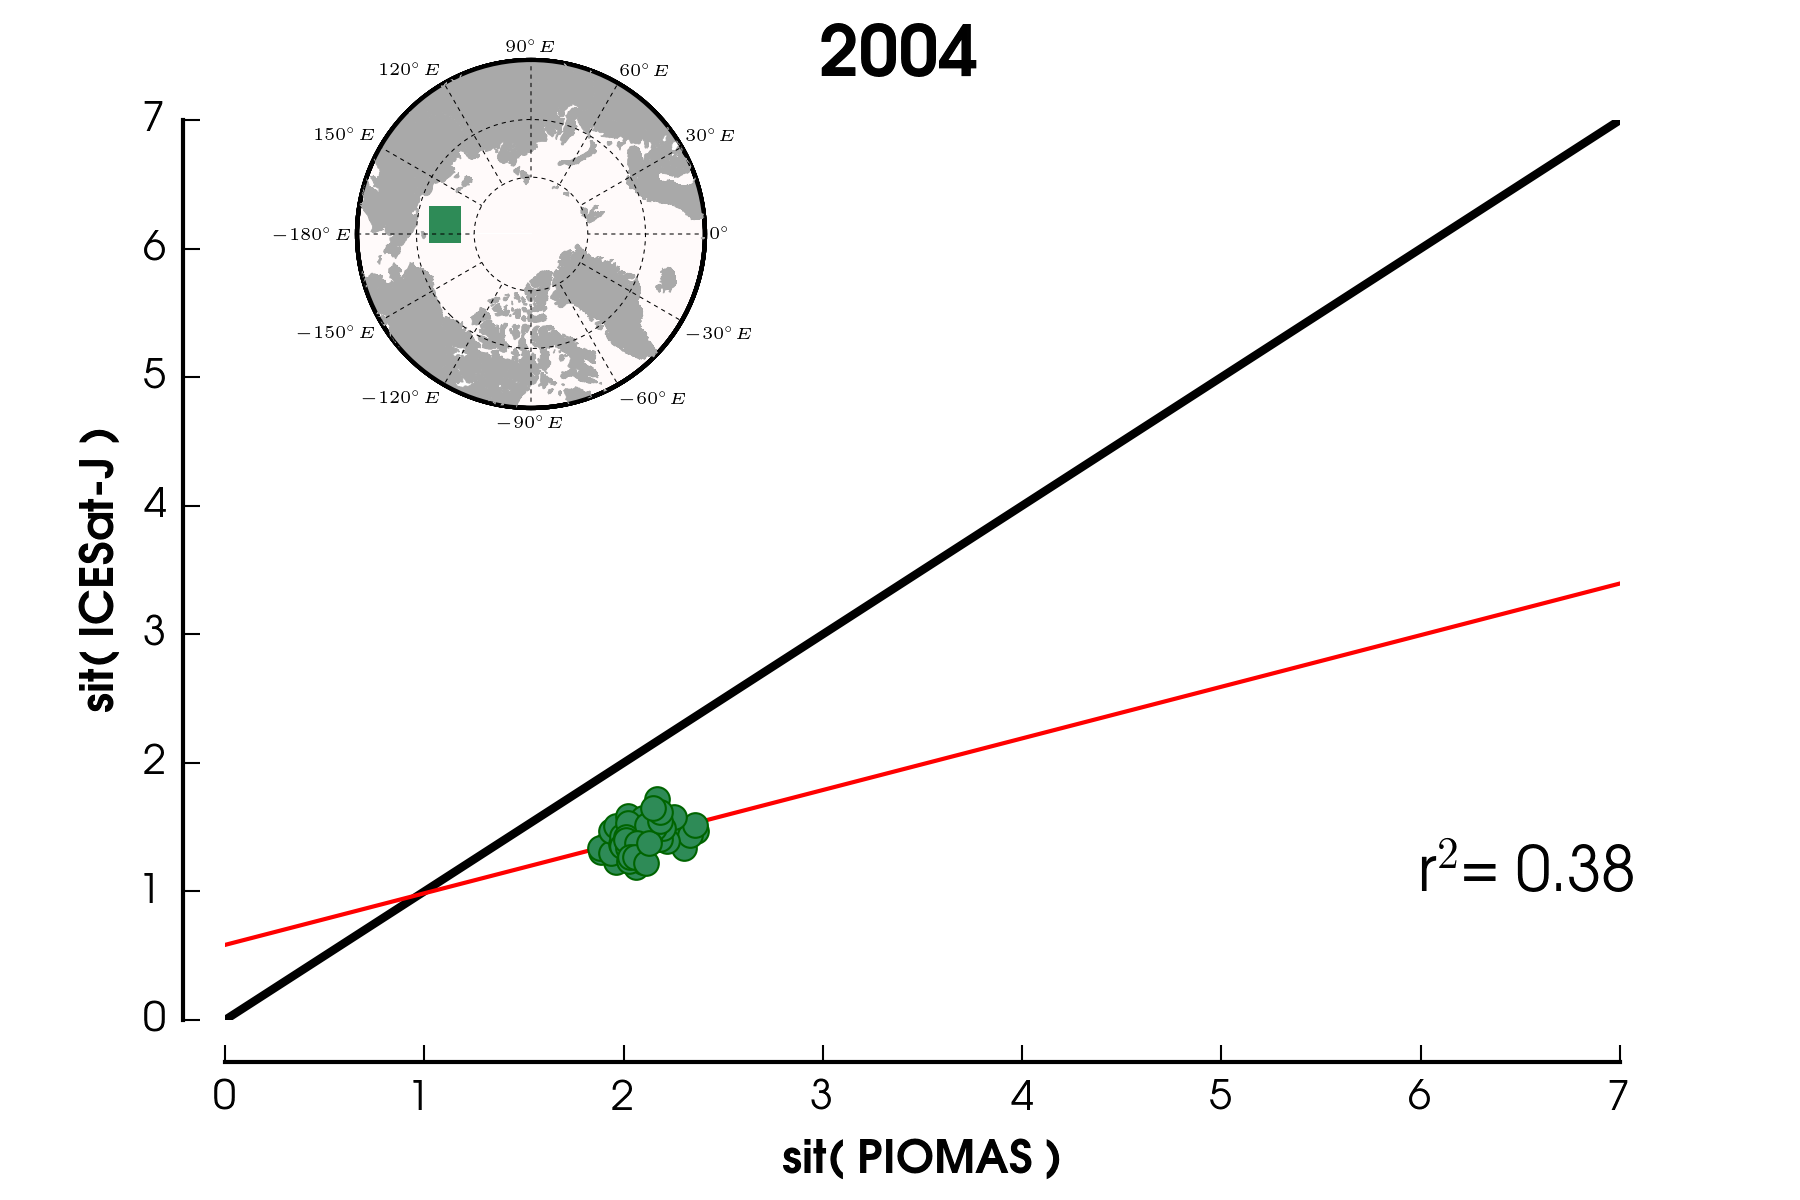 2004
90° E
120° E
60° E
150° E
30° E
−180° E
0°
−150° E
−30° E
−120° E
−60° E
−90° E
7
6
5
4
3
2
1
0
sit( ICESat-J )
r²= 0.38
0 1 2 3 4 5 6 7
sit( PIOMAS )